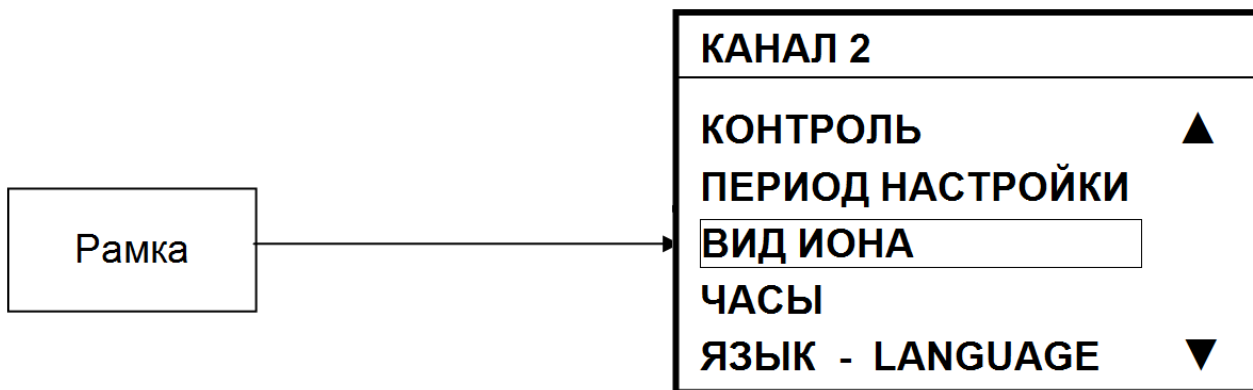 КАНАЛ 2
КОНТРОЛЬ ▲
ПЕРИОД НАСТРОЙКИ
Рамка
ВИД ИОНА
ЧАСЫ
ЯЗЫК - LANGUAGE ▼